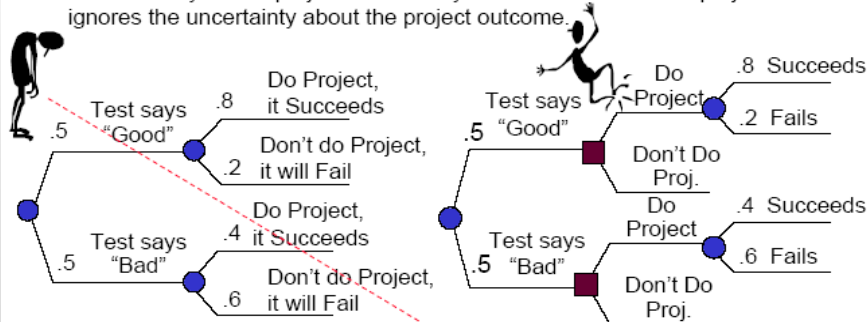 ignores the uncertainty about the project outcome.
Do Project,
it Succeeds
.8
Test says
“Good”
.5
Don’t do Project,
it will Fail
.2
Do Project,
it Succeeds
.4
Test says
“Bad”
.5
Don’t do Project,
it will Fail
.6
.8 Succeeds
Do
Project
Test says
“Good”
.5
.2 Fails
Don’t Do
Proj.
Do
Project
.4 Succeeds
Test says
“Bad”
.5
.6 Fails
Don’t Do
Proj.